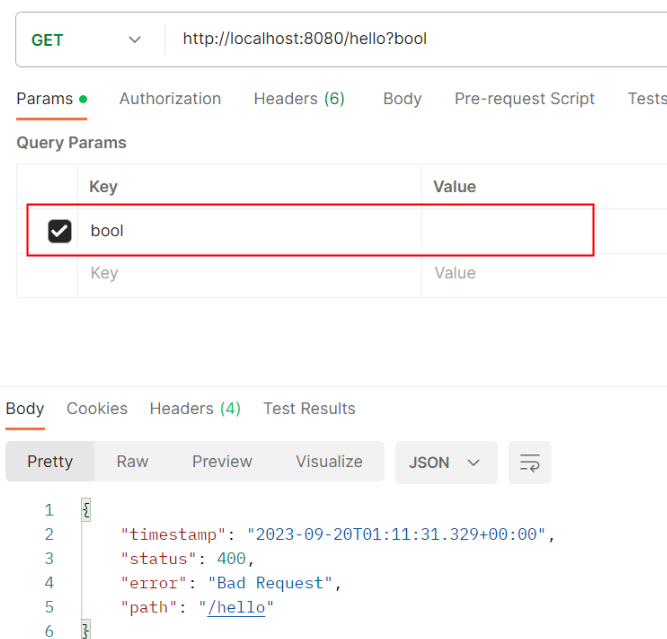 GET http://localhost:8080/hello?bool
Params Authorization Headers (6) Body Pre-request Script Tests
Query Params
Key Value
bool
Key Value
Body Cookies Headers (4) Test Results
Pretty Raw Preview Visualize JSON
1 {
2 "timestamp": "2023-09-20T01:11:31.329+00:00",
3 "status": 400,
4 "error": "Bad Request",
5 "path": "/hello"
6 }